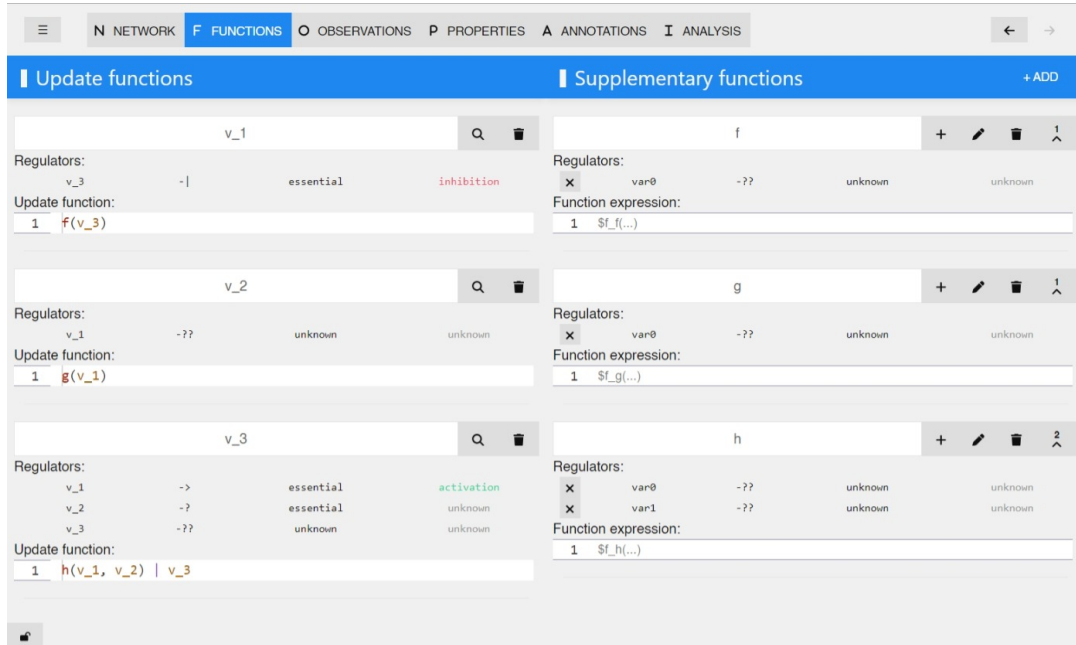 N NETWORK F FUNCTIONS O OBSERVATIONS P PROPERTIES A ANNOTATIONS I ANALYSIS
Update functions
v_1
Regulators:
v_3 -| essential inhibition
Update function:
1 f(v_3)
v_2
Regulators:
v_1 -?? unknown unknown
Update function:
1 g(v_1)
v_3
Regulators:
v_1 -> essential activation
v_2 -? essential unknown
v_3 -?? unknown unknown
Update function:
1 h(v_1, v_2) | v_3
Supplementary functions +ADD
f 1
Regulators:
var0 -?? unknown unknown
Function expression:
1 $f_f(...)
g 1
Regulators:
var0 -?? unknown unknown
Function expression:
1 $f_g(...)
h 2
Regulators:
var0 -?? unknown unknown
var1 -?? unknown unknown
Function expression:
1 $f_h(...)